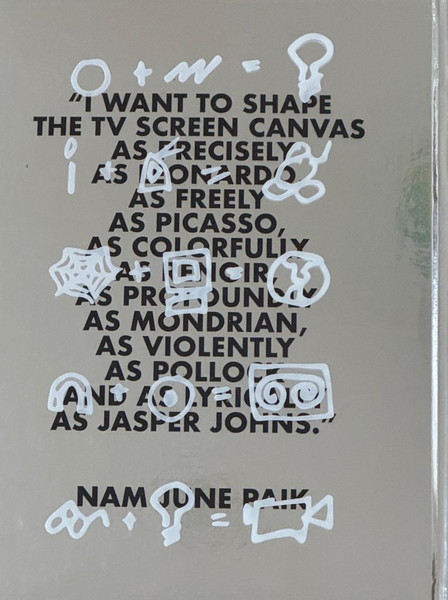 “I WANT TO SHAPE
THE TV SCREEN CANVAS
AS PRECISELY
AS LEONARDO,
AS FREELY
AS PICASSO,
AS COLORFULLY
AS RENOIR,
AS PROFOUNDLY
AS MONDRIAN,
AS VIOLENTLY
AS POLLOCK
AND AS LYRICALLY
AS JASPER JOHNS.”
NAM JUNE PAIK